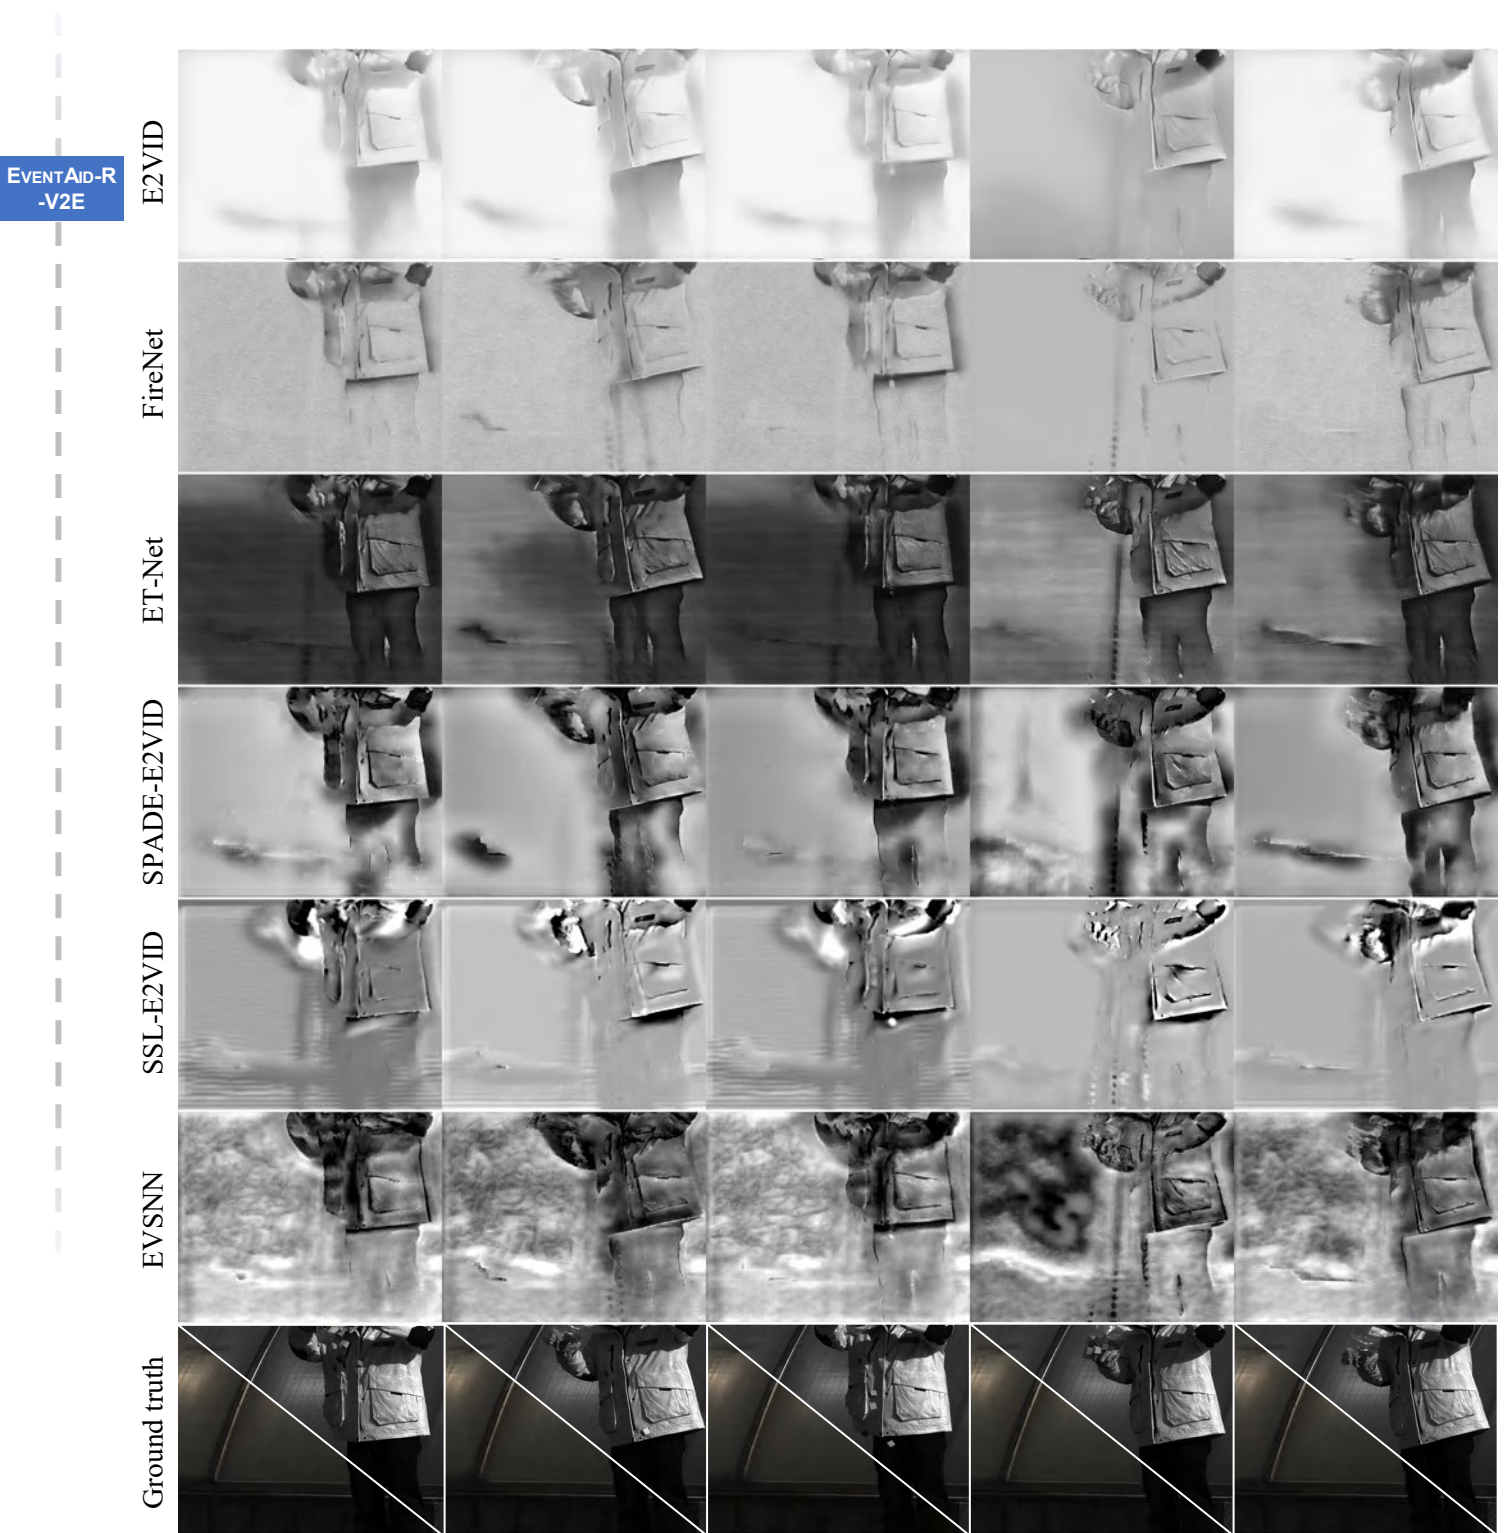 EVENTAID-R
-V2E
E2VID
FireNet
ET-Net
SPADE-E2VID
SSL-E2VID
EVSNN
Ground truth